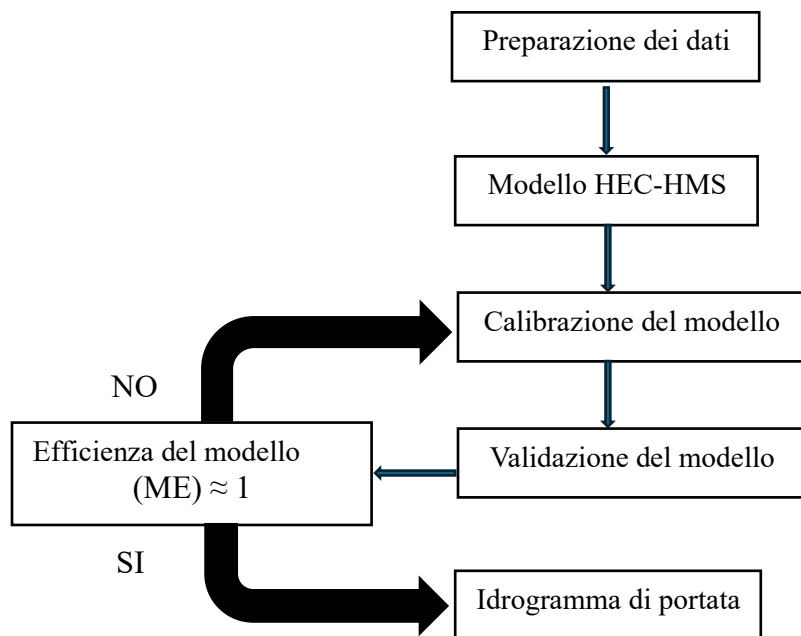 Preparazione dei dati
Modello HEC-HMS
Calibrazione del modello
NO
Efficienza del modello
(ME) ≈ 1
Validazione del modello
SI
Idrogramma di portata